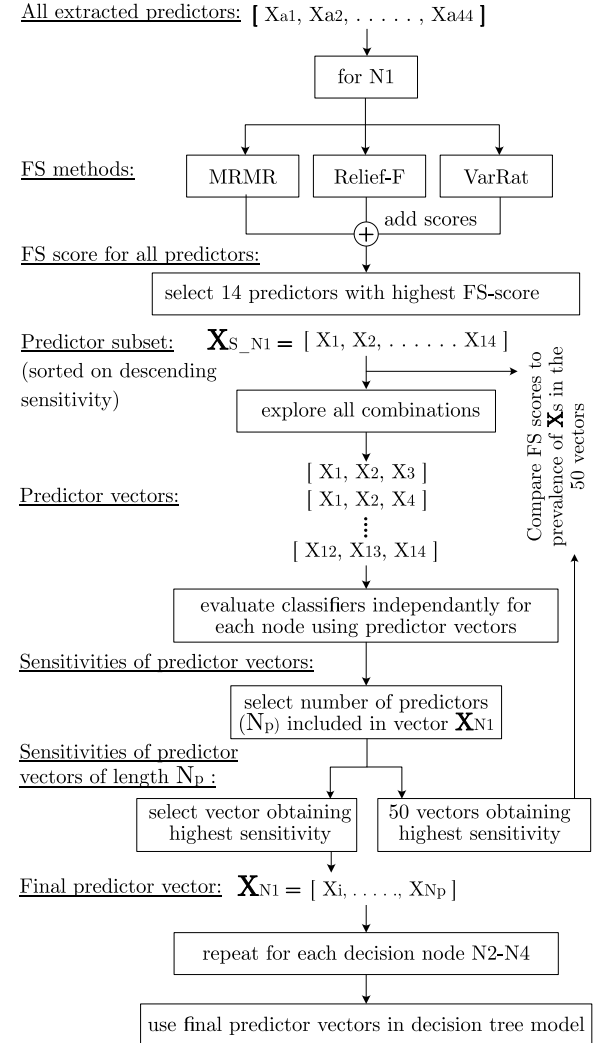 All extracted predictors: [ Xa1, Xa2, . . . . . , Xa44 ]
for N1
FS methods:
MRMR
Relief-F
VarRat
+
add scores
FS score for all predictors:
select 14 predictors with highest FS-score
Predictor subset: XS_N1 = [ X1, X2, . . . . . . X14 ]
(sorted on descending
sensitivity)
explore all combinations
Compare FS scores to
prevalence of Xs in the
50 vectors
[ X1, X2, X3 ]
Predictor vectors:
[ X1, X2, X4 ]
[ X12, X13, X14 ]
evaluate classifiers independantly for
each node using predictor vectors
Sensitivities of predictor vectors:
select number of predictors
(Np) included in vector XN1
Sensitivities of predictor
vectors of length Np :
select vector obtaining
highest sensitivity
50 vectors obtaining
highest sensitivity
Final predictor vector: XN1 = [ Xi, . . . . ., XNp ]
repeat for each decision node N2-N4
use final predictor vectors in decision tree model